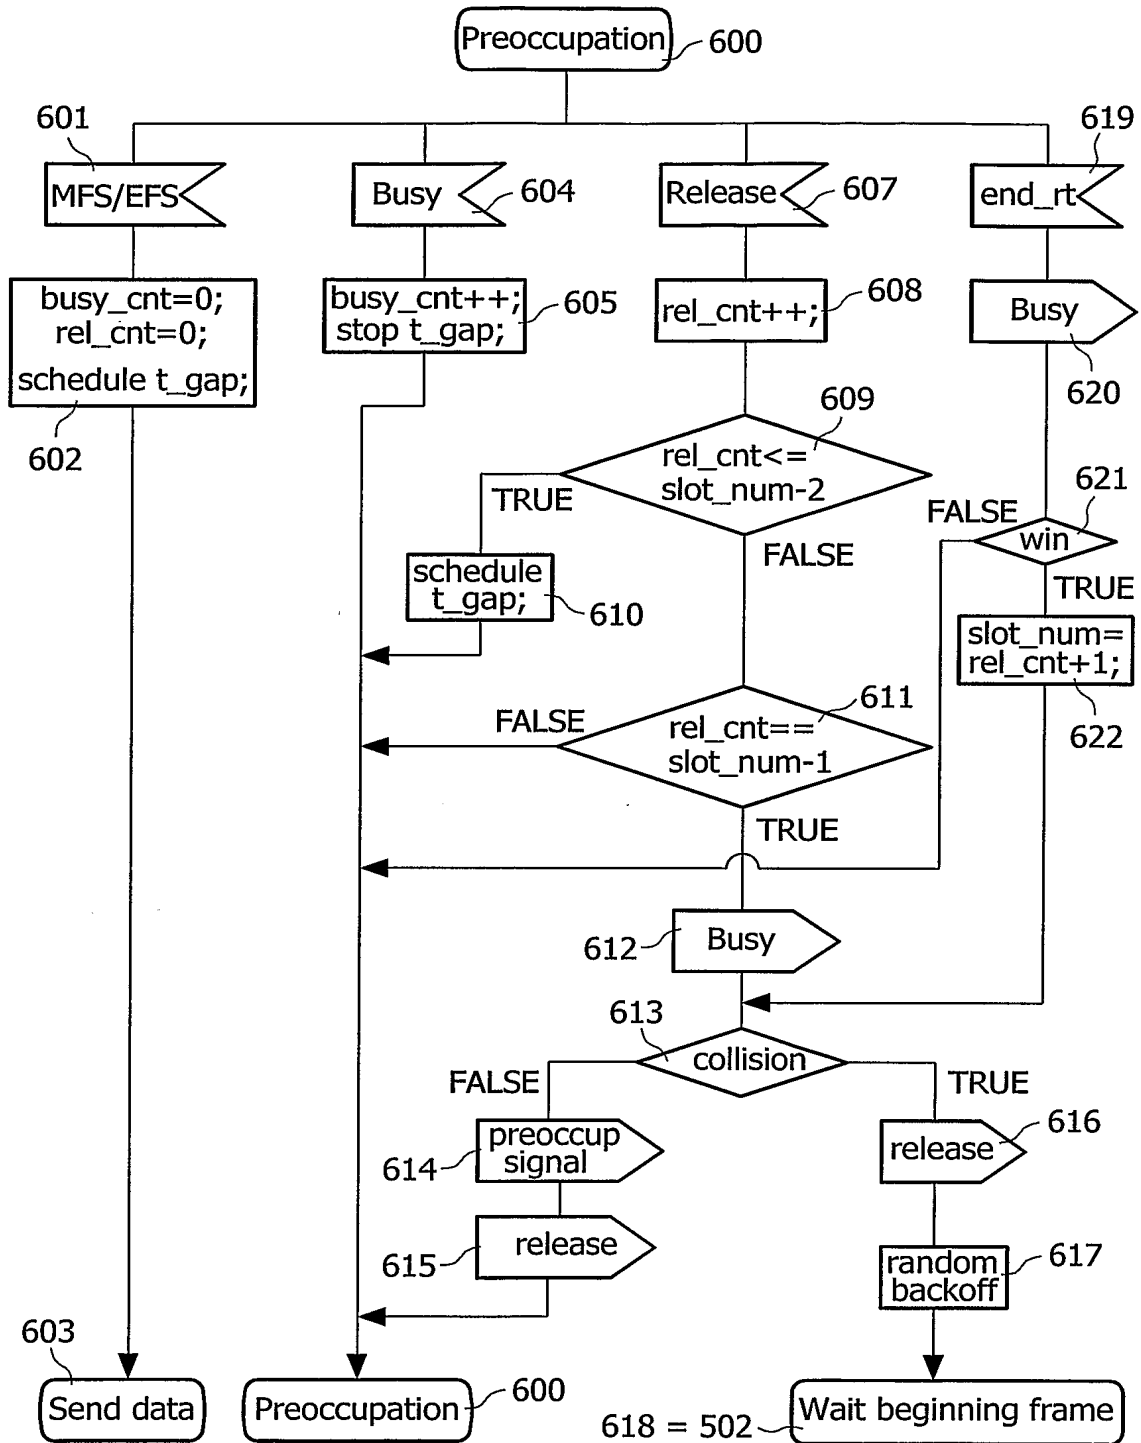 Preoccupation
600
601
619
MFS/EFS
Busy
604
Release
607
end_rt
busy_cnt=0;
rel_cnt=0;
schedule t_gap;
602
busy_cnt++;
stop t_gap;
605
rel_cnt++;
608
Busy
620
609
rel_cnt<=
slot_num-2
TRUE
FALSE
schedule
t_gap;
610
621
FALSE
win
TRUE
slot_num=
rel_cnt+1;
622
611
FALSE
rel_cnt==
slot_num-1
TRUE
612
Busy
613
collision
FALSE
TRUE
preoccup
signal
614
release
616
release
615
random
backoff
617
603
Send data
Preoccupation
600
Wait beginning frame
618 = 502